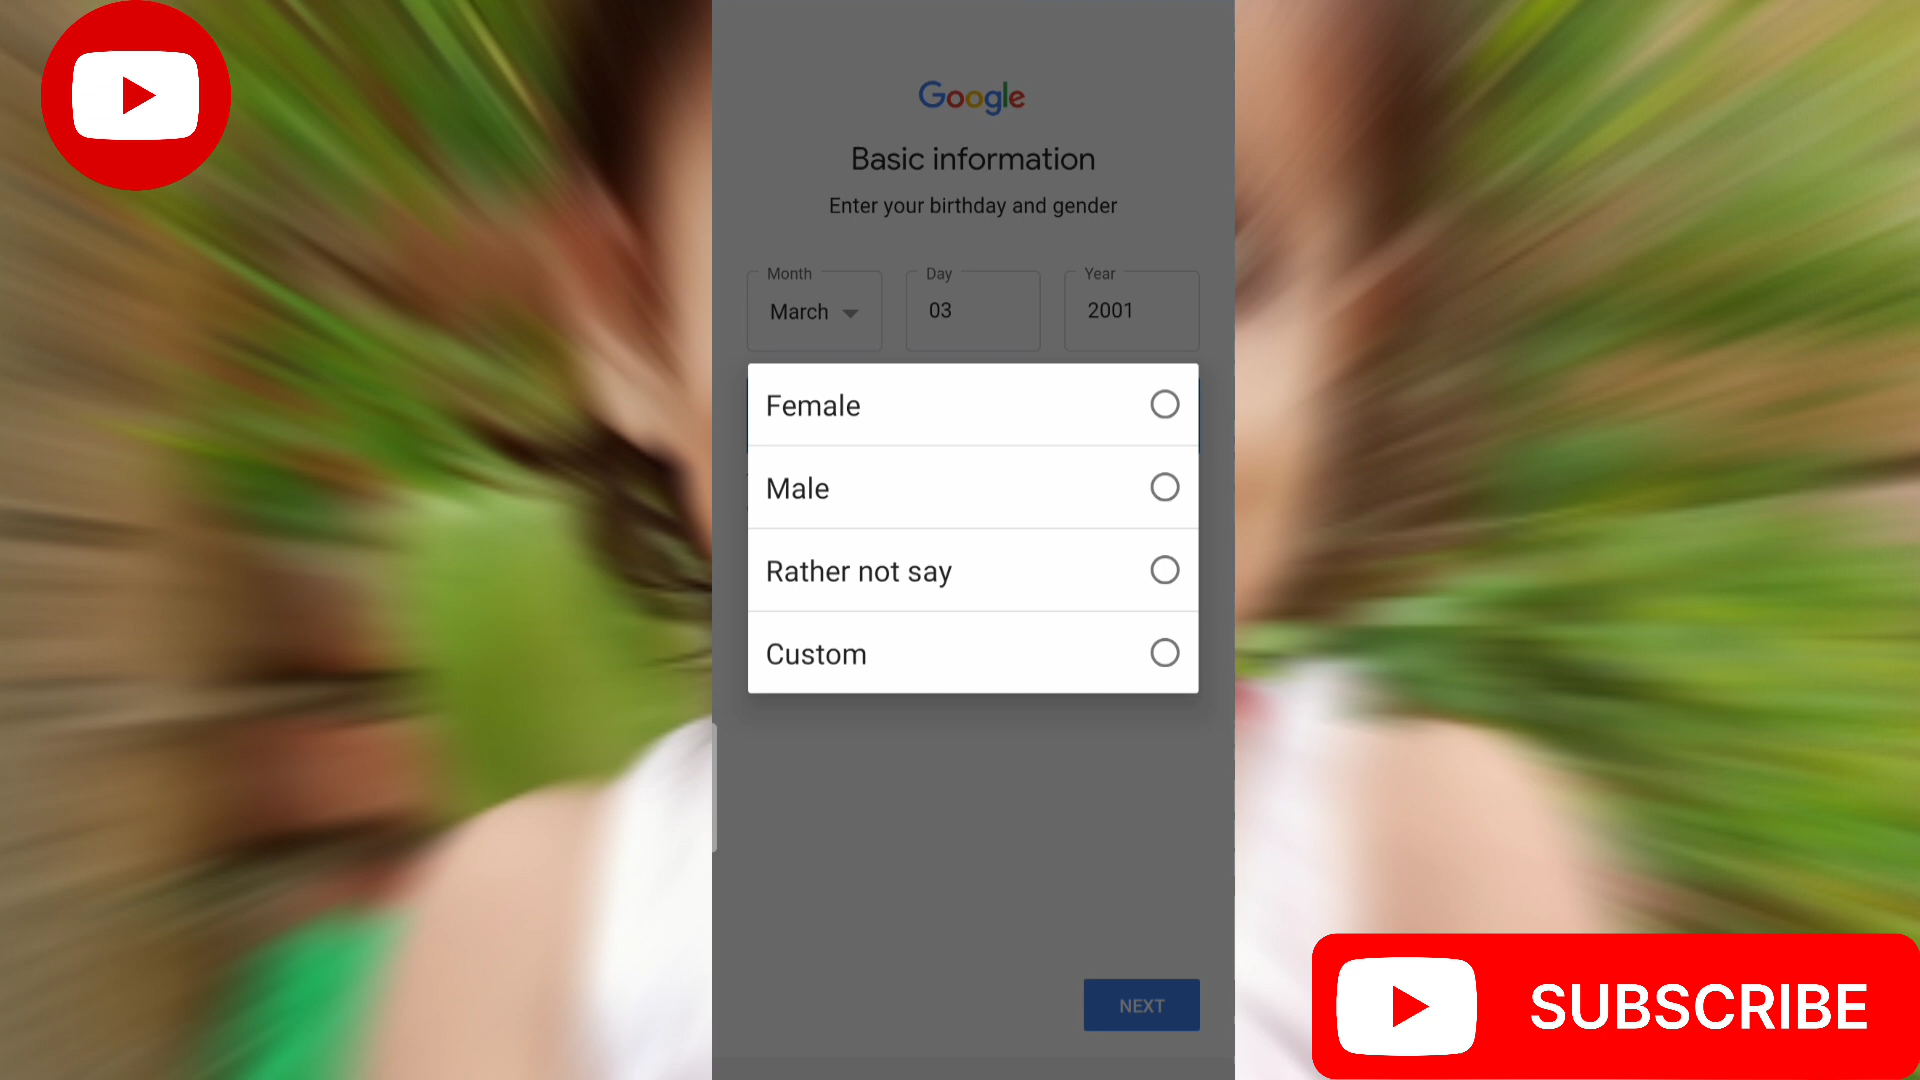 Google
Basic information
Enter your birthday and gender
Month Day Year
March 03 2001
Female
Male
Rather not say
Custom
NEXT
SUBSCRIBE